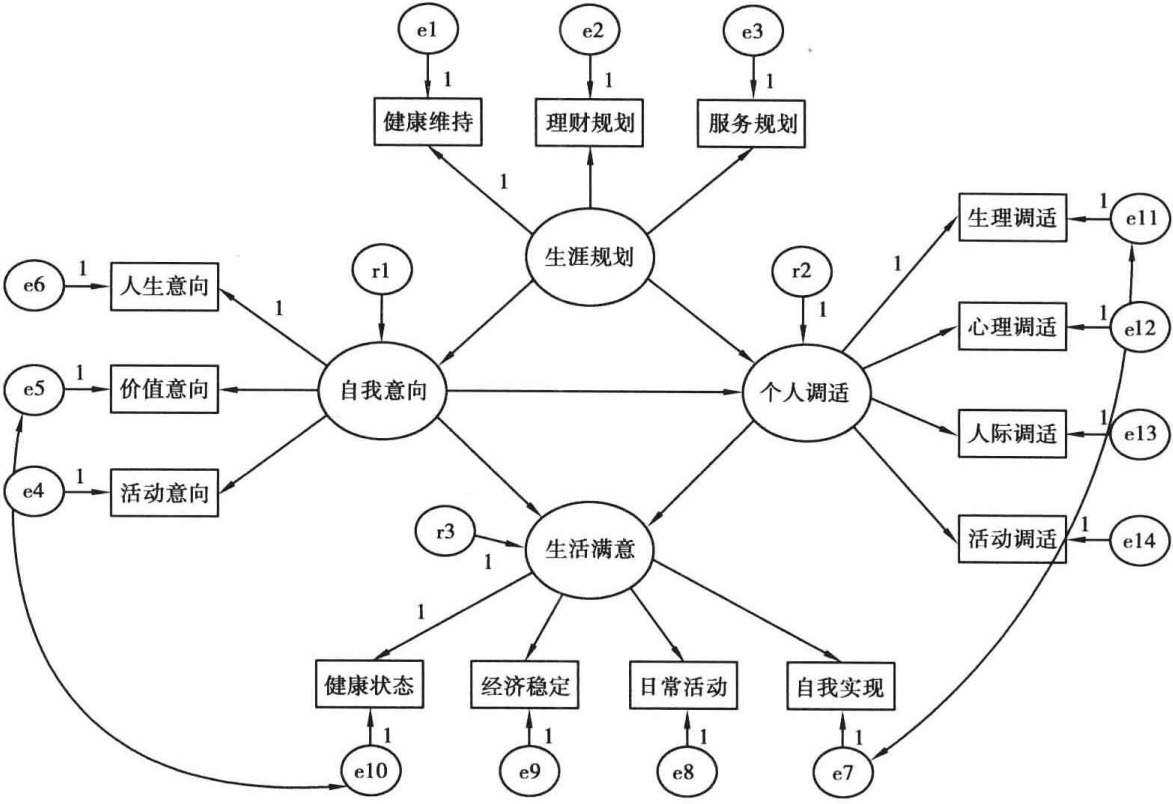 e1
e2
e3
1
1
1
健康维持
理财规划
服务规划
1
生涯规划
生理调适
1
e11
r1
r2
1
1
e6
1
人生意向
1
心理调适
1
e12
e5
1
价值意向
自我意向
个人调适
人际调适
1
e13
e4
1
活动意向
r3
1
生活满意
活动调适
1
e14
1
健康状态
经济稳定
日常活动
自我实现
1
1
1
1
e10
e9
e8
e7